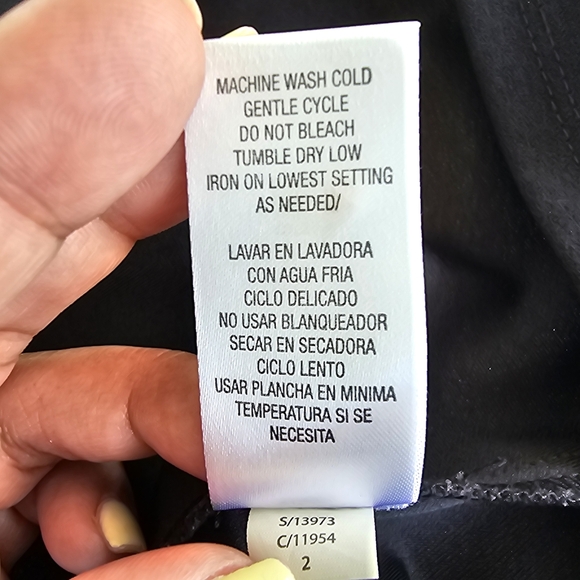 MACHINE WASH COLD
GENTLE CYCLE
DO NOT BLEACH
TUMBLE DRY LOW
IRON ON LOWEST SETTING
AS NEEDED/
LAVAR EN LAVADORA
CON AGUA FRIA
CICLO DELICADO
NO USAR BLANQUEADOR
SECAR EN SECADORA
CICLO LENTO
USAR PLANCHA EN MINIMA
TEMPERATURA SI SE
NECESITA
S/13973
C/11954
2